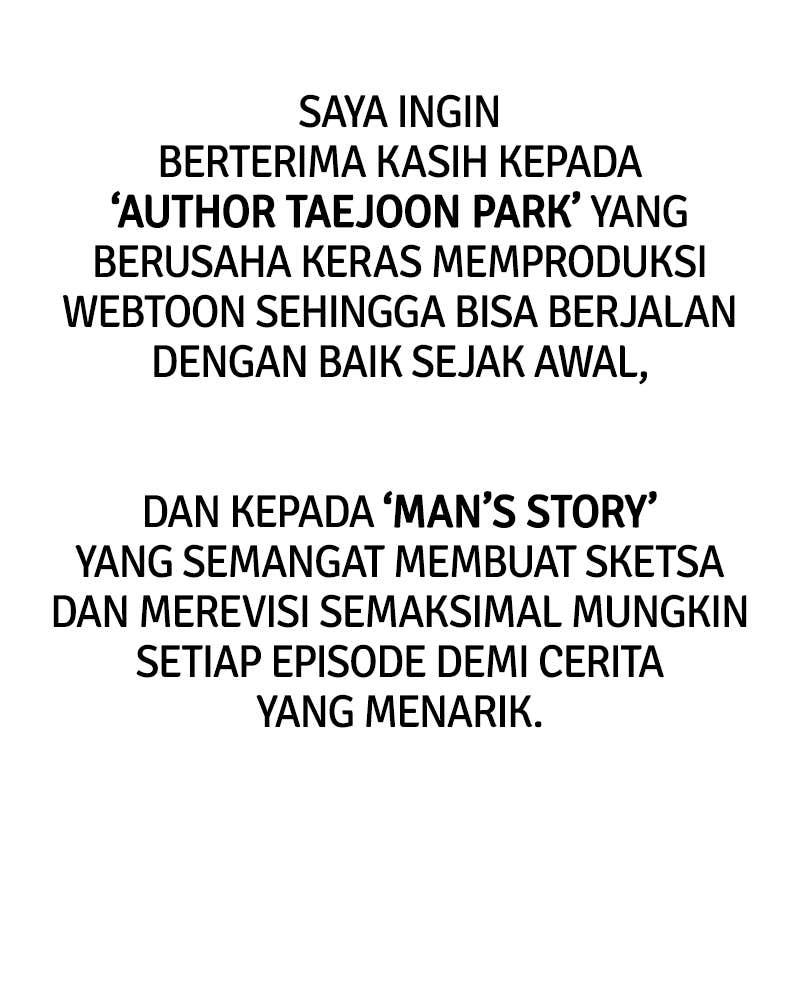 SAYA INGIN
BERTERIMA KASIH KEPADA
‘AUTHOR TAEJOON PARK’ YANG
BERUSAHA KERAS MEMPRODUKSI
WEBTOON SEHINGGA BISA BERJALAN
DENGAN BAIK SEJAK AWAL,
DAN KEPADA ‘MAN’S STORY’
YANG SEMANGAT MEMBUAT SKETSA
DAN MEREVISI SEMAKSIMAL MUNGKIN
SETIAP EPISODE DEMI CERITA
YANG MENARIK.